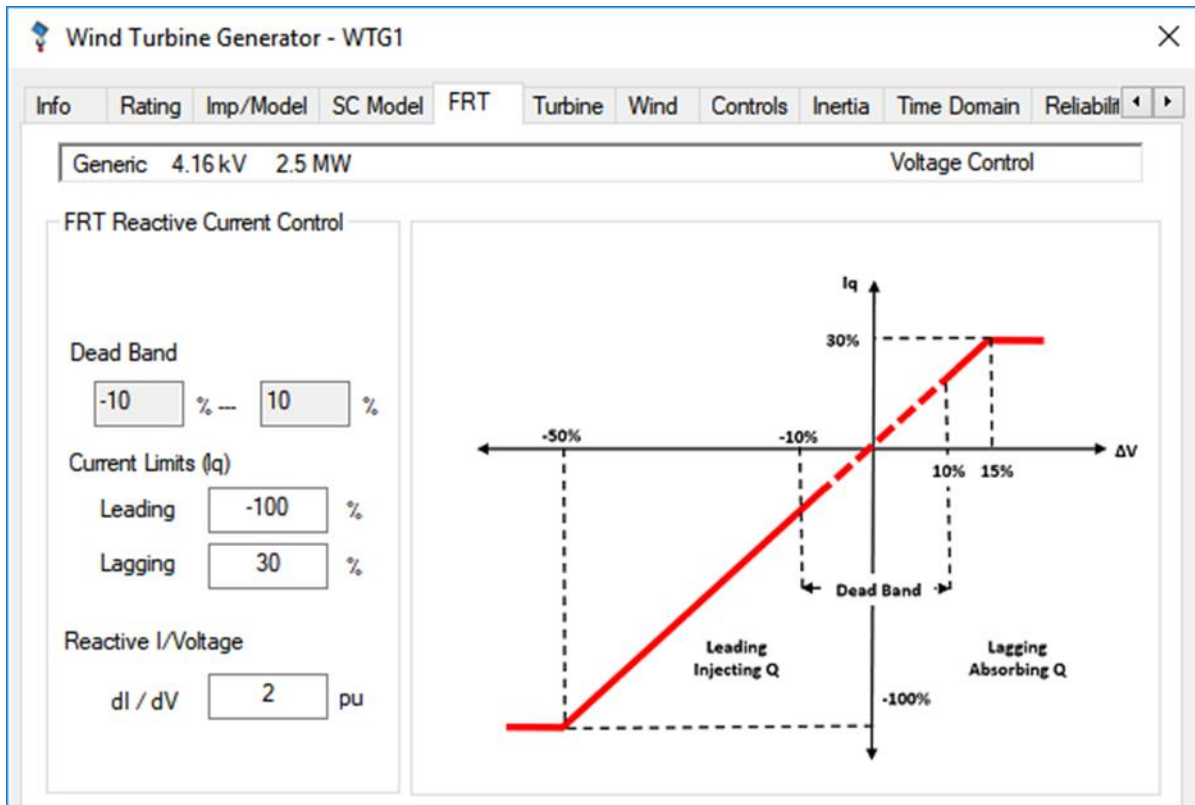 Wind Turbine Generator - WTG1
Info Rating Imp/Model SC Model FRT Turbine Wind Controls Inertia Time Domain Reliabilit
Generic 4.16 kV 2.5 MW Voltage Control
FRT Reactive Current Control
Dead Band
-10 % --- 10 %
Current Limits (Iq)
Leading -100 %
Lagging 30 %
Reactive I/Voltage
dI / dV 2 pu
Iq
30%
-50% -10%
ΔV
10% 15%
Dead Band
Leading
Injecting Q
Lagging
Absorbing Q
-100%